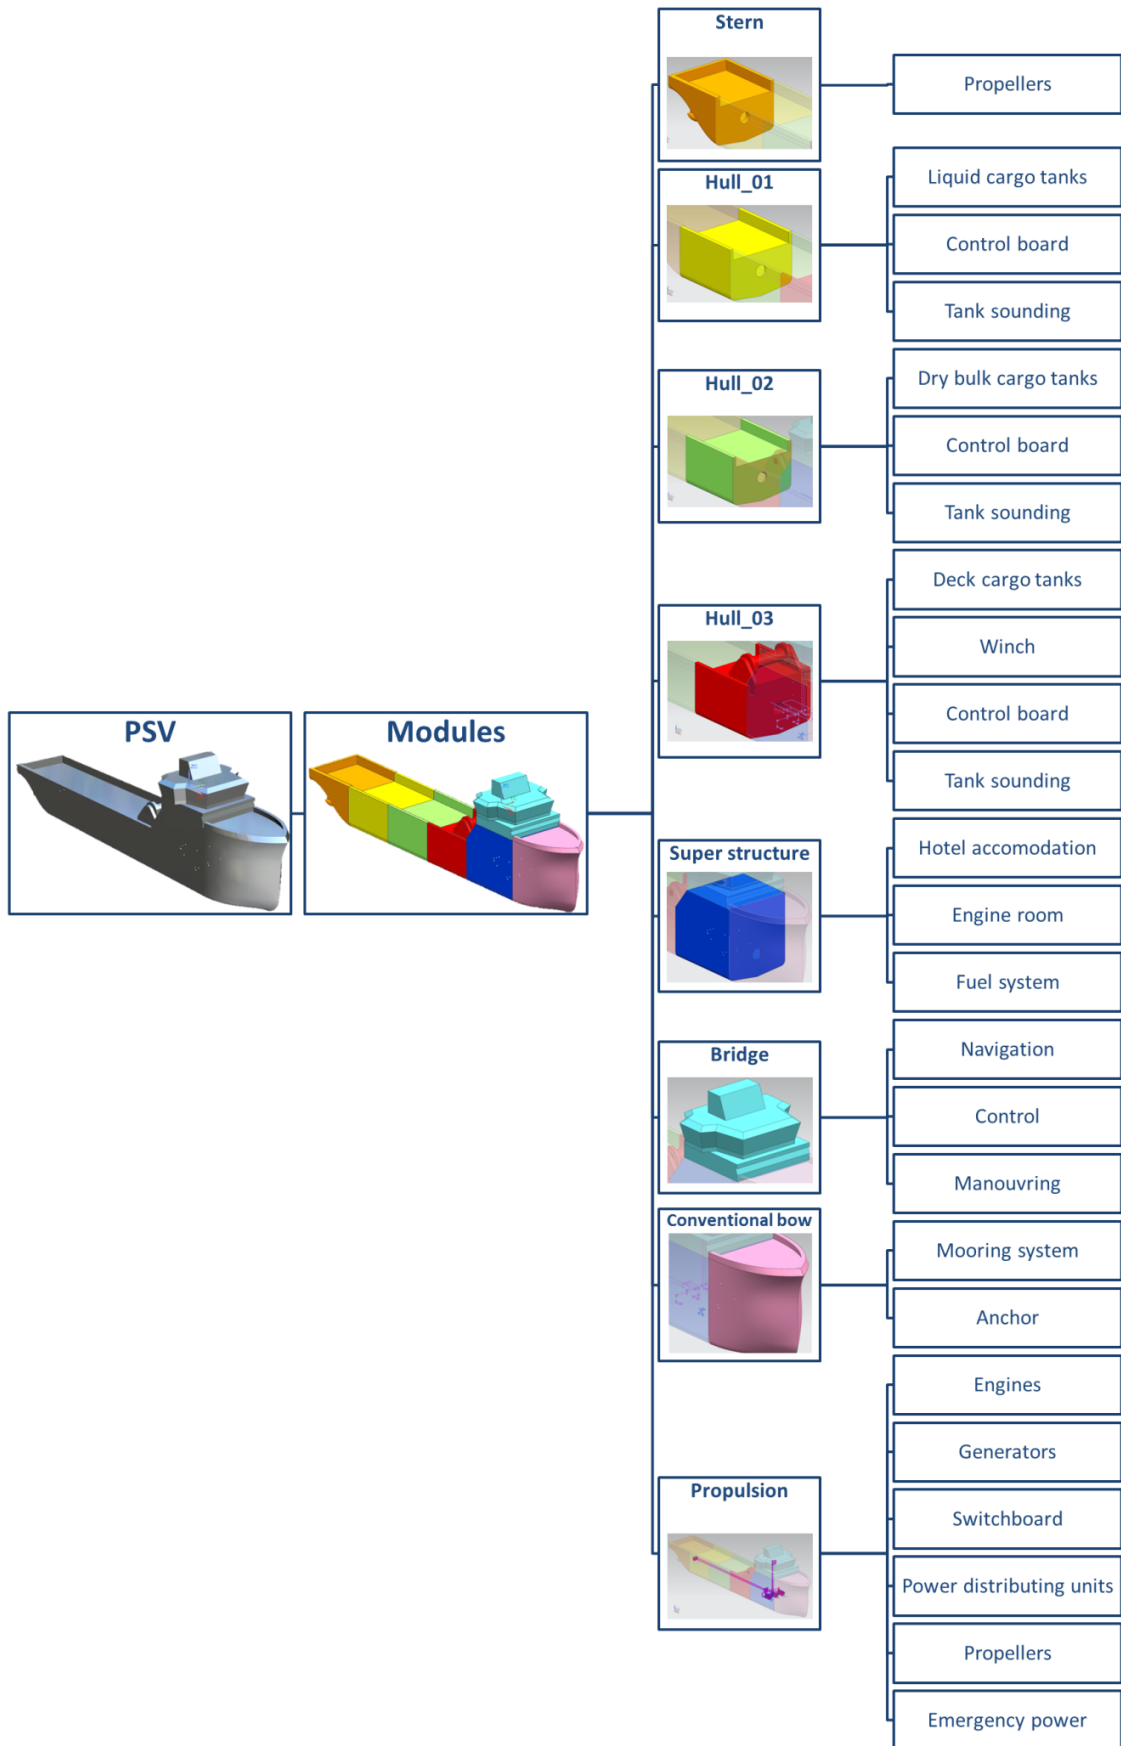 PSV
Modules
Stern
Propellers
Hull_01
Liquid cargo tanks
Control board
Tank sounding
Hull_02
Dry bulk cargo tanks
Control board
Tank sounding
Hull_03
Deck cargo tanks
Winch
Control board
Tank sounding
Super structure
Hotel accomodation
Engine room
Fuel system
Bridge
Navigation
Control
Manouvring
Conventional bow
Mooring system
Anchor
Propulsion
Engines
Generators
Switchboard
Power distributing units
Propellers
Emergency power